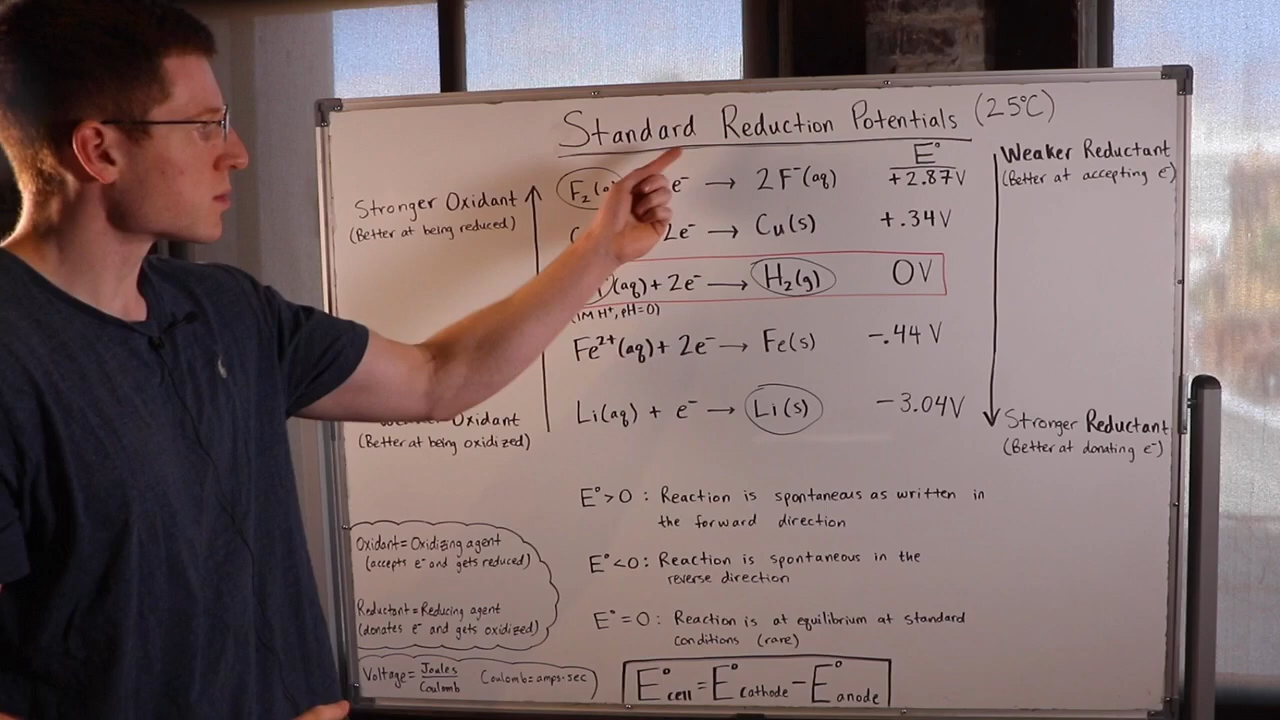 Standard Reduction Potentials (25°C)
E°
Stronger Oxidant
(Better at being reduced)
Weaker Reductant
(Better at accepting e⁻)
F₂ e⁻ → 2F⁻(aq) +2.87V
2e⁻ → Cu(s) +.34V
(aq) + 2e⁻ → H₂(g) 0V
(1M H⁺, pH=0)
Fe²⁺(aq) + 2e⁻ → Fe(s) -.44V
Li(aq) + e⁻ → Li(s) -3.04V
Oxidant
(Better at being oxidized)
Stronger Reductant
(Better at donating e⁻)
E°>0: Reaction is spontaneous as written in
the forward direction
E°<0: Reaction is spontaneous in the
reverse direction
E°=0: Reaction is at equilibrium at standard
conditions (rare)
Oxidant=Oxidizing agent
(accepts e⁻ and gets reduced)
Reductant=Reducing agent
(donates e⁻ and gets oxidized)
Voltage=Joules/Coulomb Coulomb=amps·sec
E°cell=E°cathode-E°anode